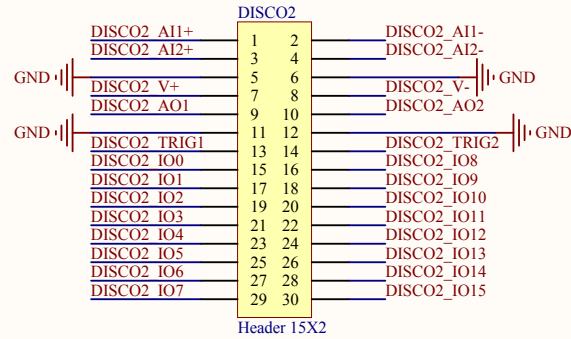 DISCO2
DISCO2_AI1+ 1 2 DISCO2_AI1-
DISCO2_AI2+ 3 4 DISCO2_AI2-
GND 5 6 GND
DISCO2_V+ 7 8 DISCO2_V-
DISCO2_AO1 9 10 DISCO2_AO2
GND 11 12 GND
DISCO2_TRIG1 13 14 DISCO2_TRIG2
DISCO2_IO0 15 16 DISCO2_IO8
DISCO2_IO1 17 18 DISCO2_IO9
DISCO2_IO2 19 20 DISCO2_IO10
DISCO2_IO3 21 22 DISCO2_IO11
DISCO2_IO4 23 24 DISCO2_IO12
DISCO2_IO5 25 26 DISCO2_IO13
DISCO2_IO6 27 28 DISCO2_IO14
DISCO2_IO7 29 30 DISCO2_IO15
Header 15X2